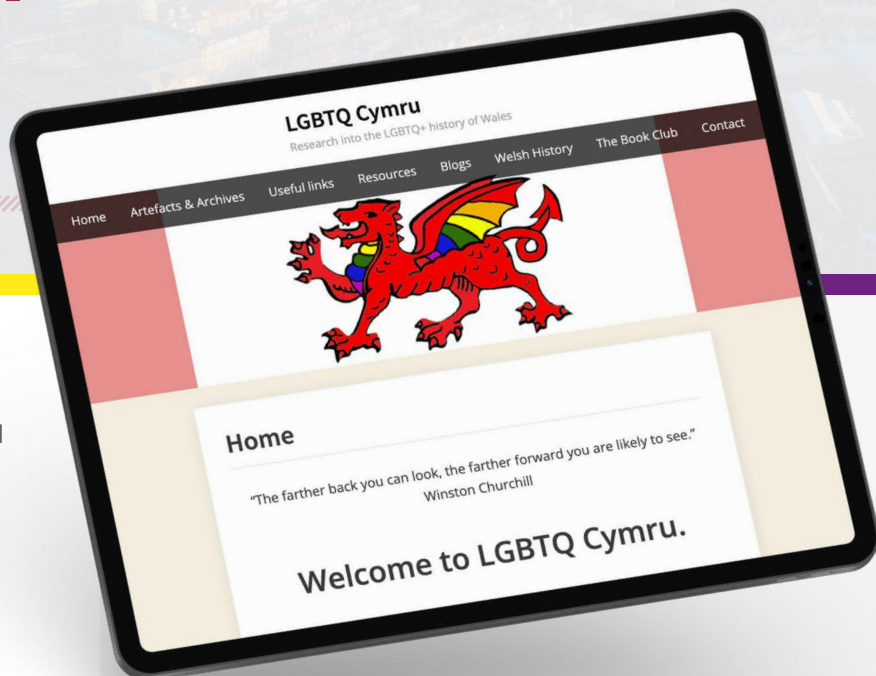 LGBTQ Cymru
Research into the LGBTQ+ history of Wales
Home Artefacts & Archives Useful links Resources Blogs Welsh History The Book Club Contact
Home
“The farther back you can look, the farther forward you are likely to see.”
Winston Churchill
Welcome to LGBTQ Cymru.